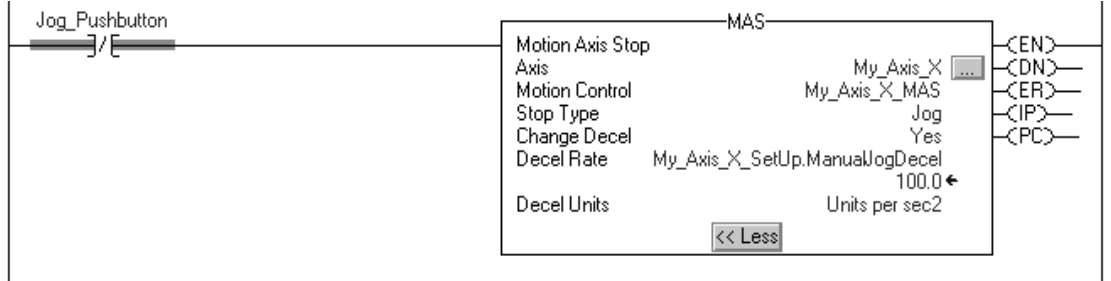 Jog_Pushbutton
MAS
Motion Axis Stop
Axis My_Axis_X ...
Motion Control My_Axis_X_MAS
Stop Type Jog
Change Decel Yes
Decel Rate My_Axis_X_SetUp.ManualJogDecel
100.0
Decel Units Units per sec2
<< Less
EN
DN
ER
IP
PC